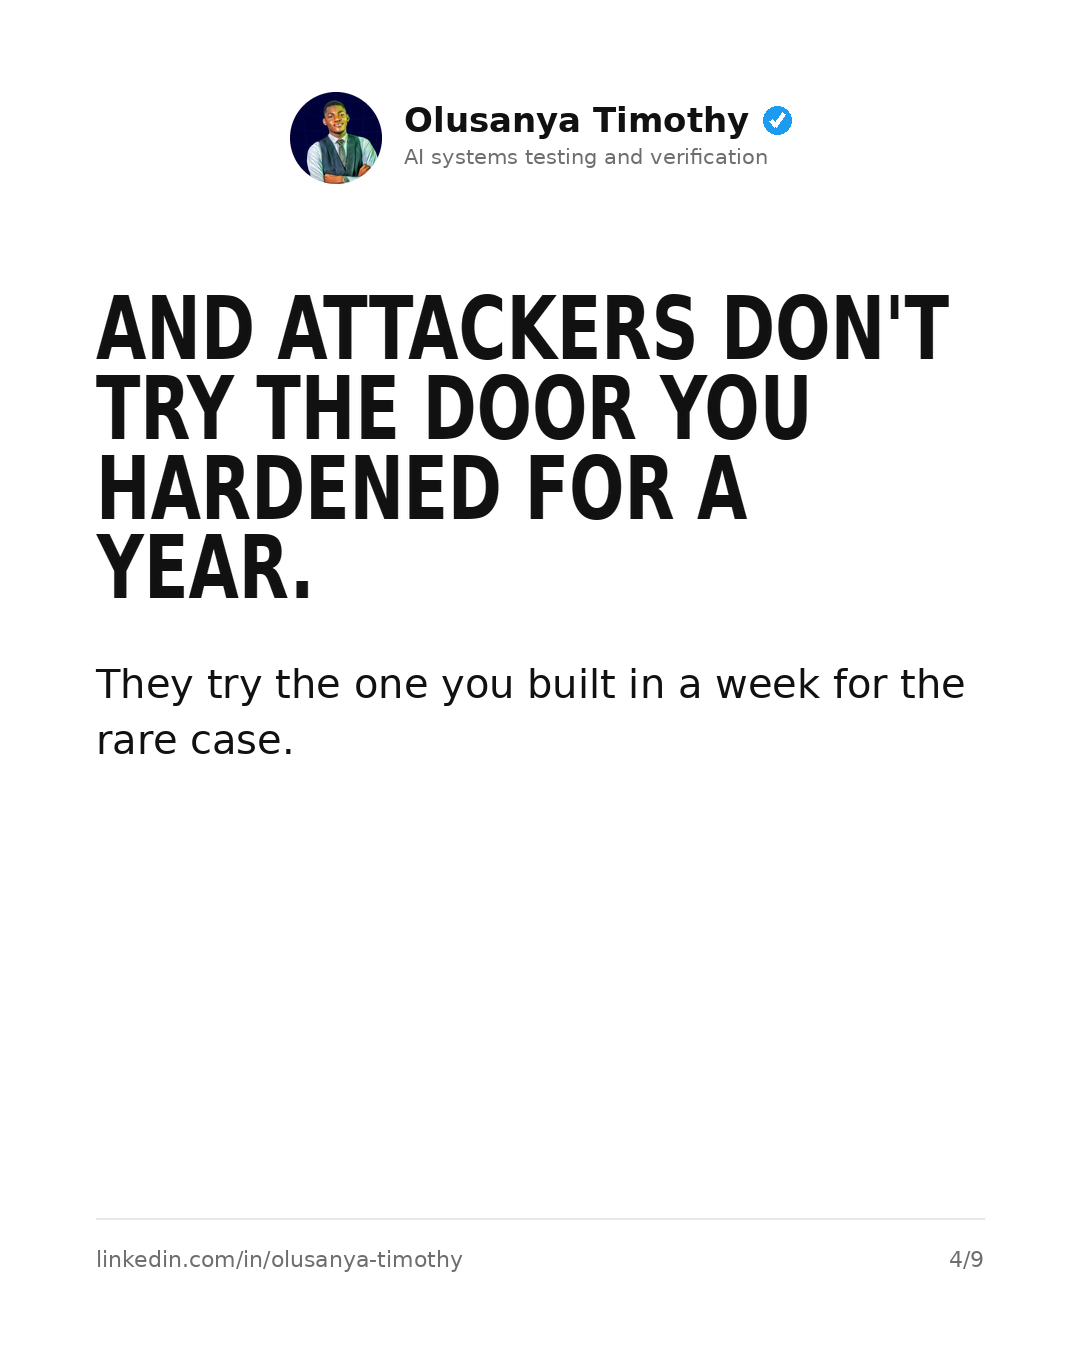 Olusanya Timothy
AI systems testing and verification
AND ATTACKERS DON'T
TRY THE DOOR YOU
HARDENED FOR A
YEAR.
They try the one you built in a week for the
rare case.
linkedin.com/in/olusanya-timothy
4/9